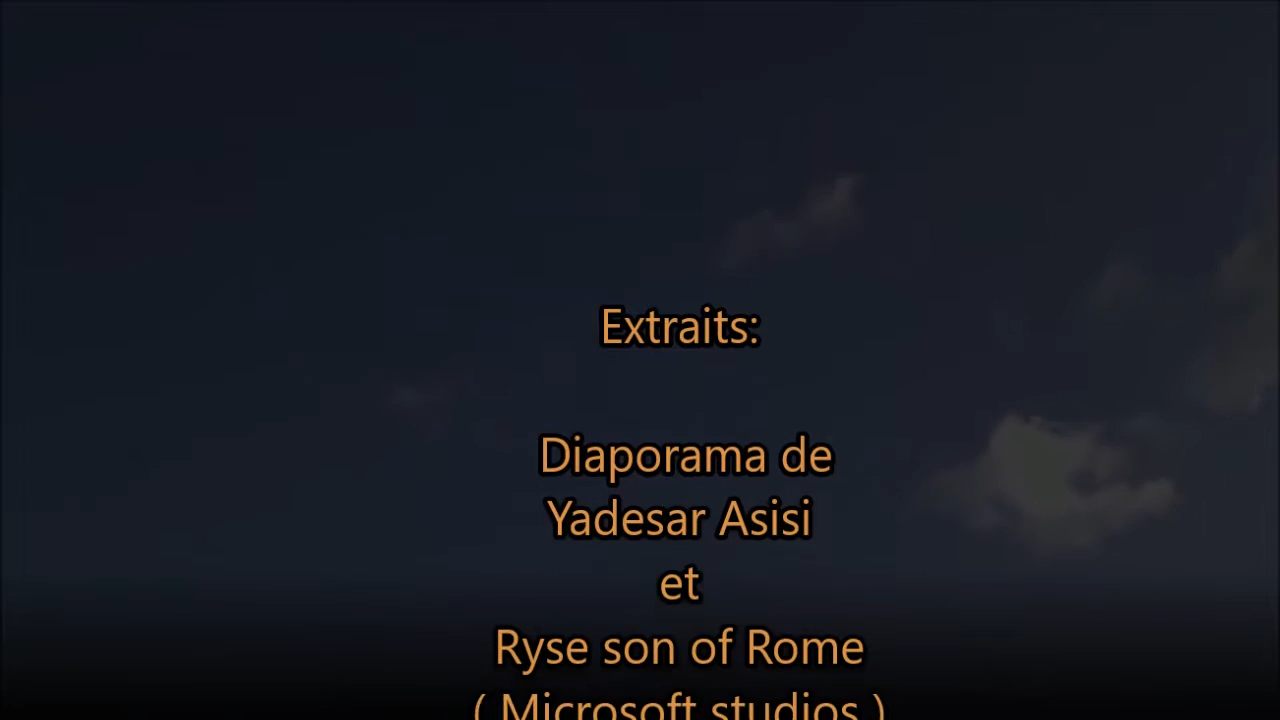 Extraits:
Diaporama de
Yadesar Asisi
et
Ryse son of Rome
( Microsoft studios )